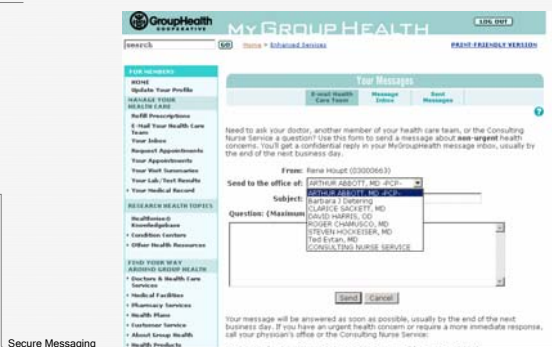 GroupHealth
COOPERATIVE
MY GROUP HEALTH
LOG OUT
search
GO
Home > Enhanced Services
PRINT-FRIENDLY VERSION
FOR MEMBERS
HOME
Update Your Profile
MANAGE YOUR
HEALTH CARE
Refill Prescriptions
E-Mail Your Health Care
Team
Your Inbox
Request Appointments
Your Appointments
Your Visit Summaries
Your Lab/Test Results
Your Medical Record
RESEARCH HEALTH TOPICS
Healthwise®
Knowledgebase
Condition Centers
Other Health Resources
FIND YOUR WAY
AROUND GROUP HEALTH
Doctors & Health Care
Services
Medical Facilities
Pharmacy Services
Health Plans
Customer Service
About Group Health
Health Products
Your Messages
E-mail Health
Care Team
Message
Inbox
Sent
Messages
?
Need to ask your doctor, another member of your health care team, or the Consulting
Nurse Service a question? Use this form to send a message about non-urgent health
concerns. You'll get a confidential reply in your MyGroupHealth message inbox, usually by
the end of the next business day.
From: Rene Houpt (03000663)
Send to the office of: ARTHUR ABBOTT, MD -PCP-
ARTHUR ABBOTT, MD -PCP-
Barbara J Detering
CLARICE SACKETT, MD
DAVID HARRIS, OD
ROGER CHAMUSCO, MD
STEVEN HOCKEISER, MD
Ted Evtan, MD
CONSULTING NURSE SERVICE
Subject:
Question: (Maximum
Send
Cancel
Your message will be answered as soon as possible, usually by the end of the next
business day. If you have an urgent health concern or require a more immediate response,
call your physician's office or the Consulting Nurse Service:
Secure Messaging